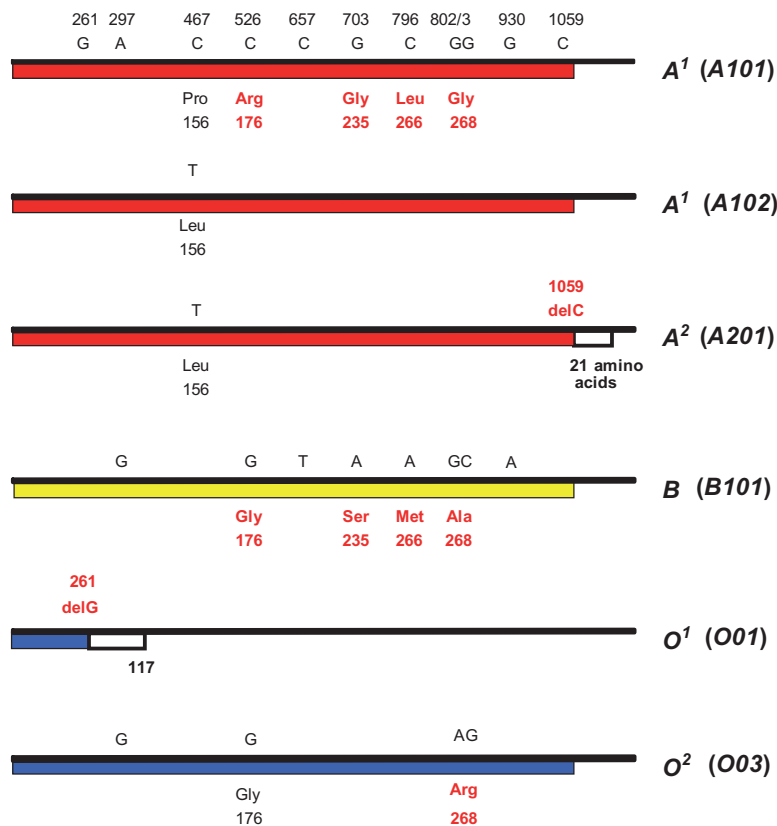 261 297 467 526 657 703 796 802/3 930 1059
G A C C C G C GG G C
A¹ (A101)
Pro Arg Gly Leu Gly
156 176 235 266 268
T
A¹ (A102)
Leu
156
1059
T delC
A² (A201)
Leu 21 amino
156 acids
G G T A A GC A
B (B101)
Gly Ser Met Ala
176 235 266 268
261
delG
O¹ (O01)
117
G G AG
O² (O03)
Gly Arg
176 268